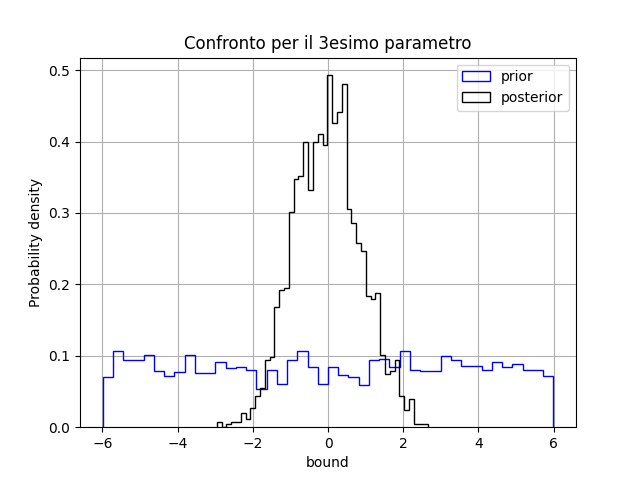 Confronto per il 3esimo parametro
prior
posterior
Probability density
0.5
0.4
0.3
0.2
0.1
0.0
−6
−4
−2
0
2
4
6
bound